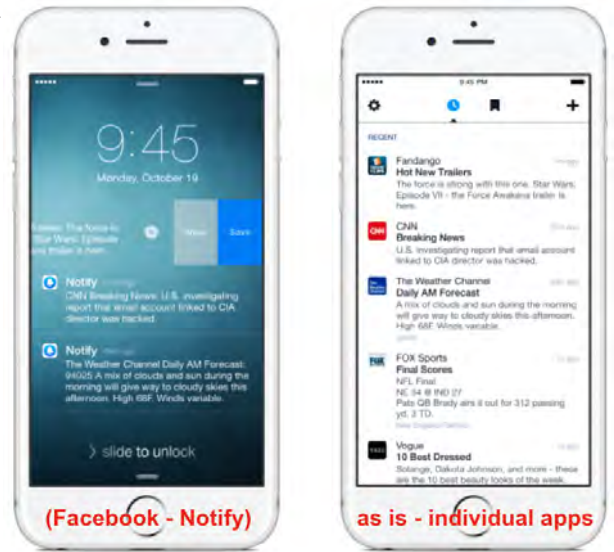 9:45
Monday, October 19
Star Wars: Episode
View
Save
Notify
CNN Breaking News: U.S. investigating
report that email account linked to CIA
director was hacked.
Notify
The Weather Channel Daily AM Forecast:
94025 A mix of clouds and sun during the
morning will give way to cloudy skies this
afternoon. High 68F. Winds variable.
> slide to unlock
(Facebook - Notify)
9:45 PM
RECENT
Fandango
Hot New Trailers
The force is strong with this one. Star Wars:
Episode VII - the Force Awakens trailer is
here.
CNN
CNN
Breaking News
U.S. investigating report that email account
linked to CIA director was hacked.
The Weather Channel
Daily AM Forecast
A mix of clouds and sun during the morning
will give way to cloudy skies this afternoon.
High 68F. Winds variable.
FOX Sports
Final Scores
NFL Final
NE 34 @ IND 27
Pats QB Brady airs it out for 312 passing
yd, 3 TD.
Vogue
10 Best Dressed
Solange, Dakota Johnson, and more - these
are the 10 best beauty looks of the week.
as is - individual apps